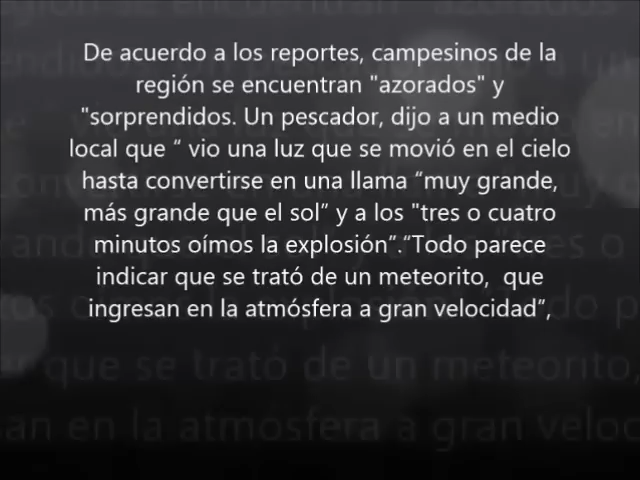 De acuerdo a los reportes, campesinos de la
región se encuentran "azorados" y
"sorprendidos. Un pescador, dijo a un medio
local que “ vio una luz que se movió en el cielo
hasta convertirse en una llama “muy grande,
más grande que el sol” y a los "tres o cuatro
minutos oímos la explosión”.“Todo parece
indicar que se trató de un meteorito,  que
ingresan en la atmósfera a gran velocidad”,